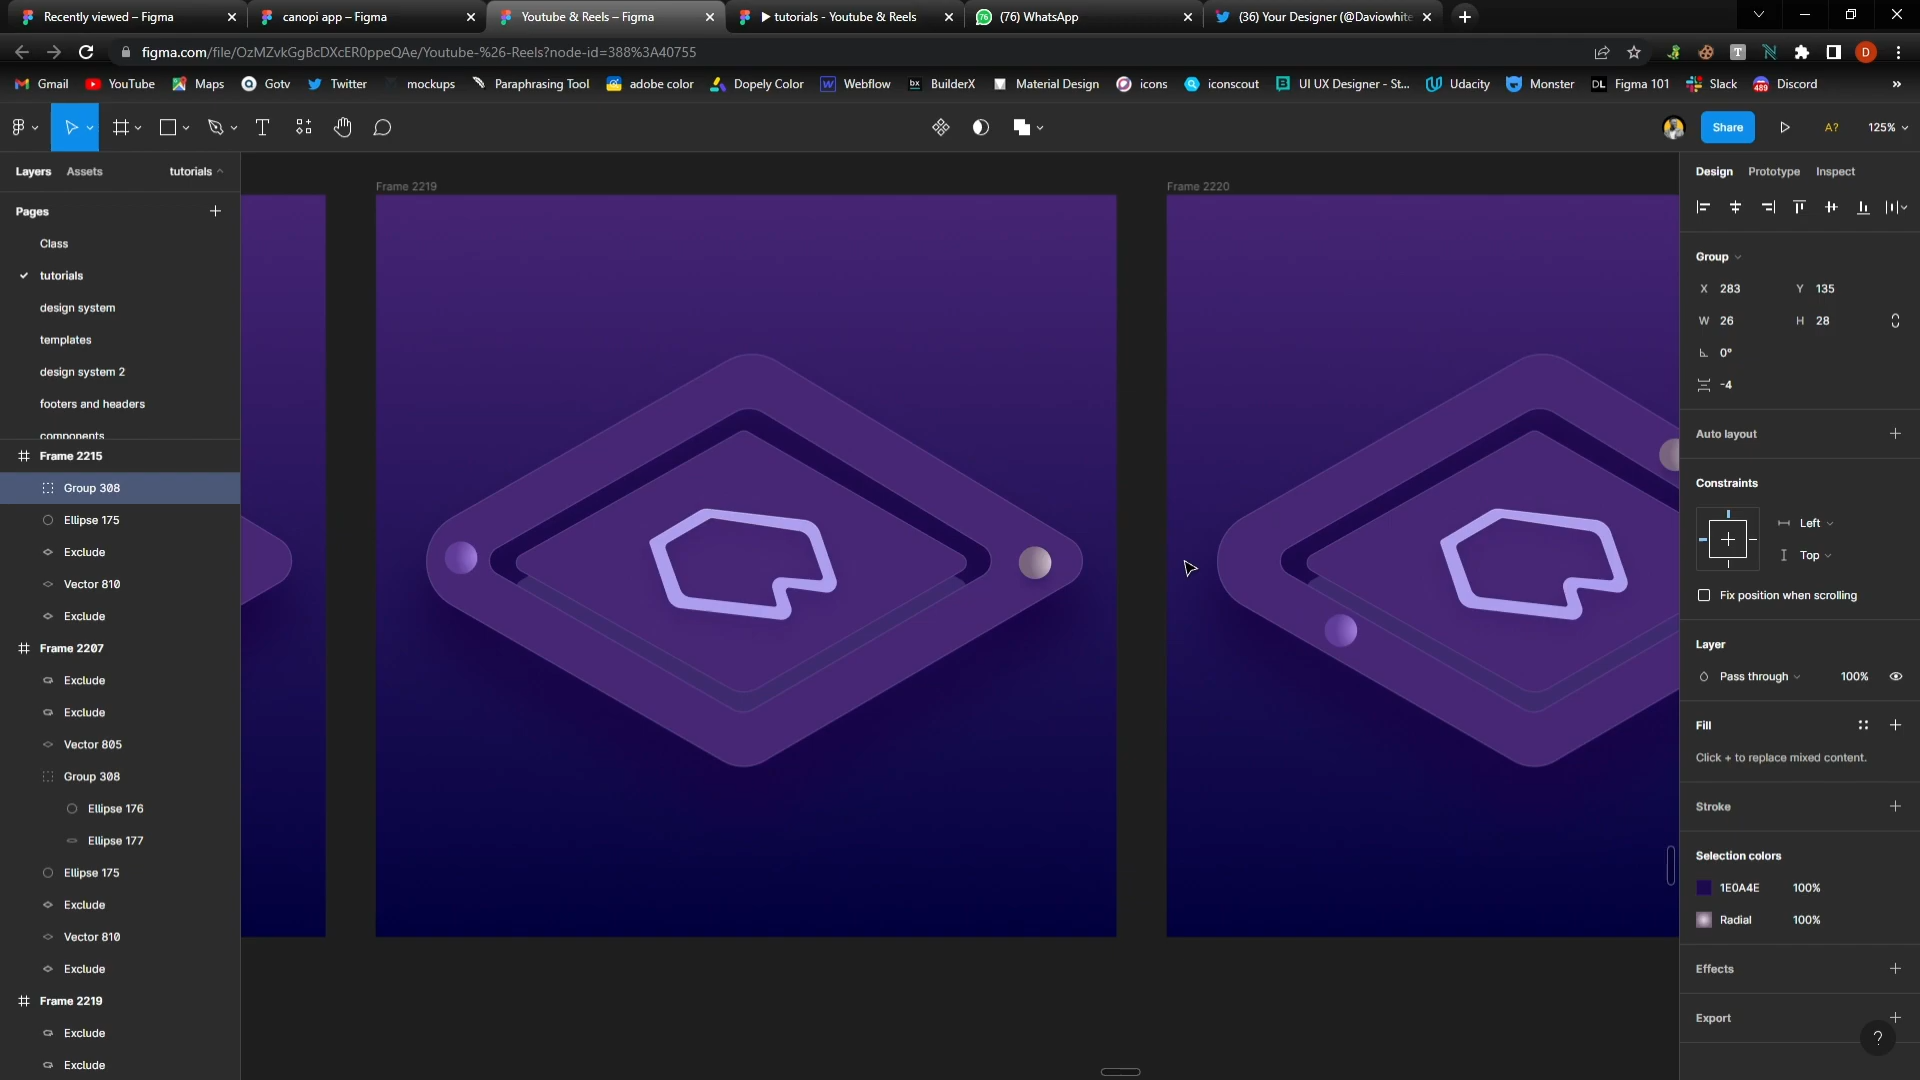 Recently viewed – Figma
canopi app – Figma
Youtube & Reels – Figma
▶ tutorials - Youtube & Reels
(76) WhatsApp
(36) Your Designer (@Daviowhite
figma.com/file/OzMZvkGgBcDXcER0ppeQAe/Youtube-%26-Reels?node-id=388%3A40755
D
Gmail
YouTube
Maps
Gotv
Twitter
mockups
Paraphrasing Tool
adobe color
Dopely Color
Webflow
BuilderX
Material Design
icons
iconscout
UI UX Designer - St...
Udacity
Monster
Figma 101
Slack
Discord
»
Share
A?
125%
Layers
Assets
tutorials
Pages
Class
tutorials
design system
templates
design system 2
footers and headers
components
Frame 2215
Group 308
Ellipse 175
Exclude
Vector 810
Exclude
Frame 2207
Exclude
Exclude
Vector 805
Group 308
Ellipse 176
Ellipse 177
Ellipse 175
Exclude
Vector 810
Exclude
Frame 2219
Exclude
Exclude
Frame 2219
Frame 2220
Design
Prototype
Inspect
Group
X 283
Y 135
W 26
H 28
0°
-4
Auto layout
Constraints
Left
Top
Fix position when scrolling
Layer
Pass through
100%
Fill
Click + to replace mixed content.
Stroke
Selection colors
1E0A4E
100%
Radial
100%
Effects
Export
?